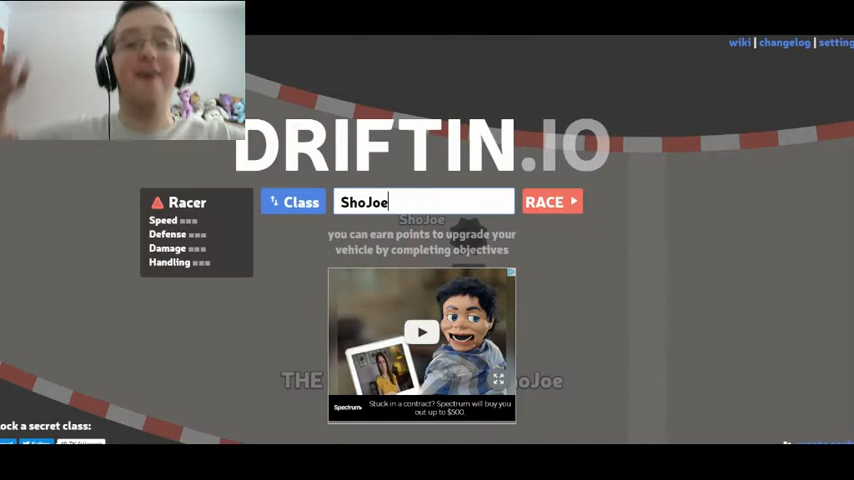 wiki | changelog | setting
DRIFTIN.IO
Racer
Speed
Defense
Damage
Handling
Class
ShoJoe
RACE
ShoJoe
you can earn points to upgrade your
vehicle by completing objectives
THE
oJoe
Spectrum
Stuck in a contract? Spectrum will buy you
out up to $500.
ock a secret class: